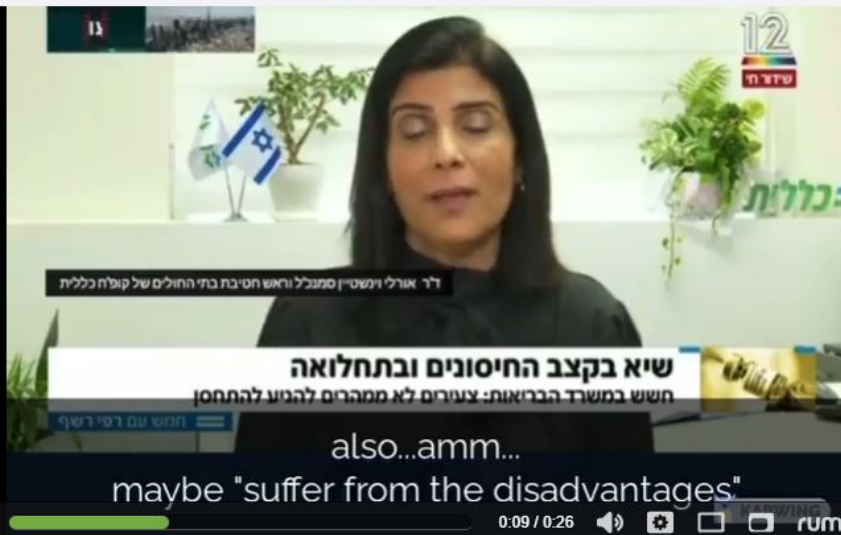 12
שידור חי
כללית
ד"ר אורלי וינשטיין סמנכ"ל וראש חטיבת בתי החולים של קופ"ח כללית
שיא בקצב החיסונים ובתחלואה
חשש במשרד הבריאות: צעירים לא ממהרים להגיע להתחסן
חמש עם רפי רשף
also...amm...
maybe "suffer from the disadvantages"
KAPWING
0:09 / 0:26
rum